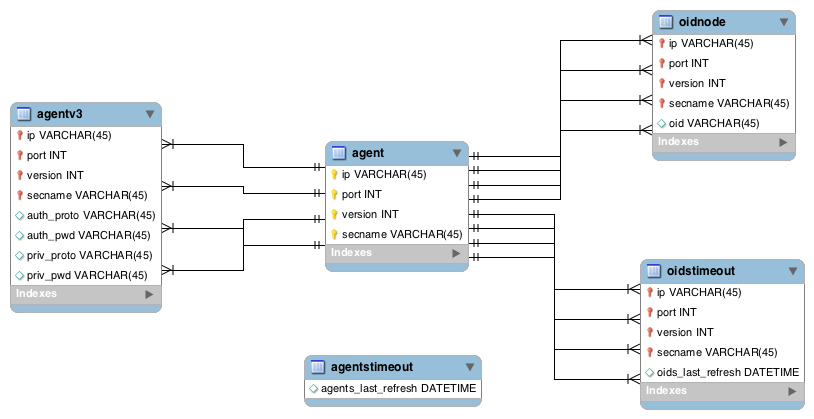 oidnode
ip VARCHAR(45)
port INT
version INT
secname VARCHAR(45)
oid VARCHAR(45)
Indexes
agentv3
ip VARCHAR(45)
port INT
version INT
secname VARCHAR(45)
auth_proto VARCHAR(45)
auth_pwd VARCHAR(45)
priv_proto VARCHAR(45)
priv_pwd VARCHAR(45)
Indexes
agent
ip VARCHAR(45)
port INT
version INT
secname VARCHAR(45)
Indexes
oidstimeout
ip VARCHAR(45)
port INT
version INT
secname VARCHAR(45)
oids_last_refresh DATETIME
Indexes
agentstimeout
agents_last_refresh DATETIME